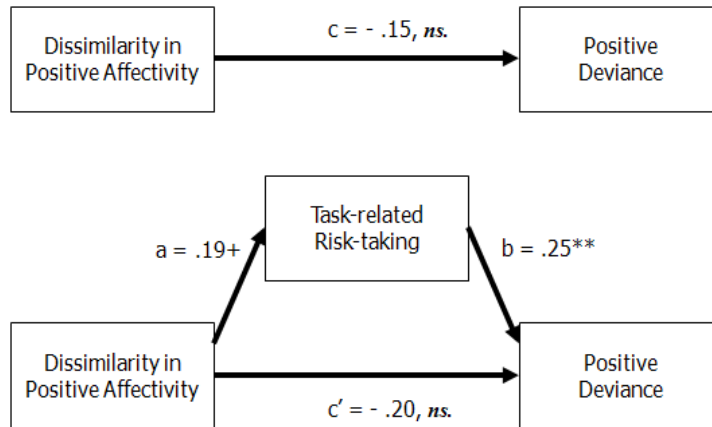 c = - .15, ns.
Dissimilarity in
Positive Affectivity
Positive
Deviance
Task-related
Risk-taking
a = .19+
b = .25**
Dissimilarity in
Positive Affectivity
Positive
Deviance
c’ = - .20, ns.